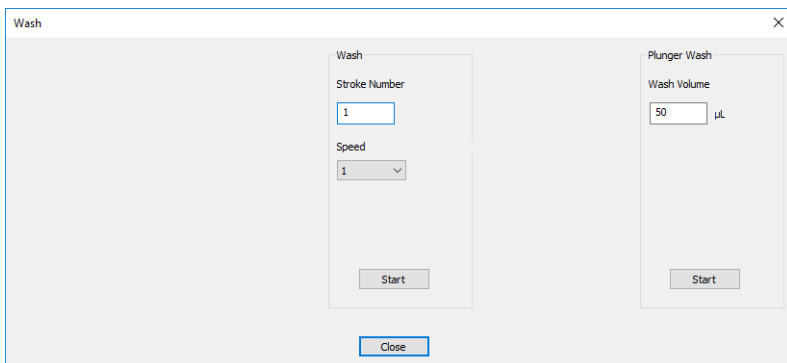 Wash
Wash
Stroke Number
1
Speed
1
Start
Plunger Wash
Wash Volume
50 µL
Start
Close